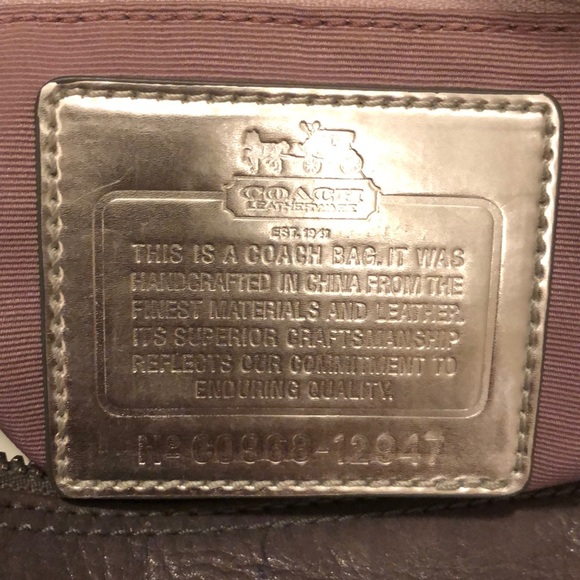 COACH
LEATHERWARE
EST. 1941
THIS IS A COACH BAG. IT WAS
HANDCRAFTED IN CHINA FROM THE
FINEST MATERIALS AND LEATHER.
ITS SUPERIOR CRAFTSMANSHIP
REFLECTS OUR COMMITMENT TO
ENDURING QUALITY.
Nº G0968-12947